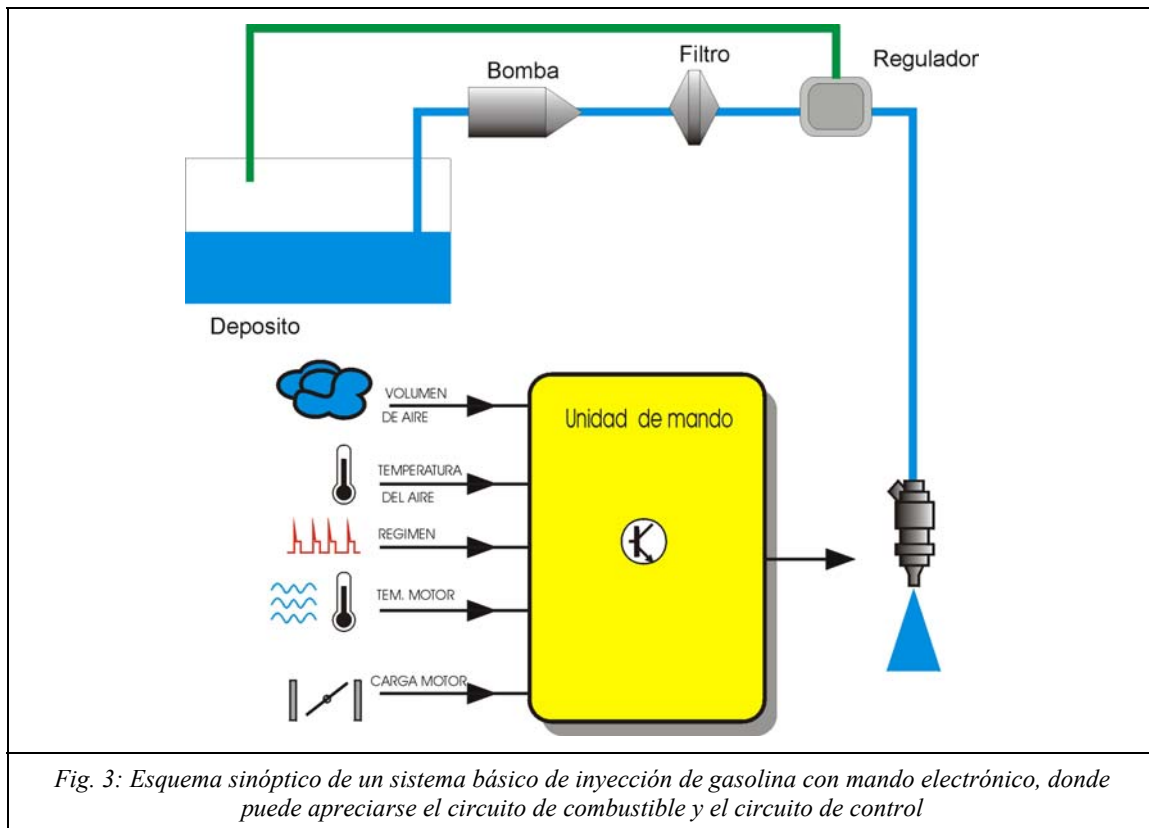 Bomba
Filtro
Regulador
Deposito
VOLUMEN
DE AIRE
Unidad de mando
TEMPERATURA
DEL AIRE
REGIMEN
TEM. MOTOR
CARGA MOTOR
Fig. 3: Esquema sinóptico de un sistema básico de inyección de gasolina con mando electrónico, donde
puede apreciarse el circuito de combustible y el circuito de control